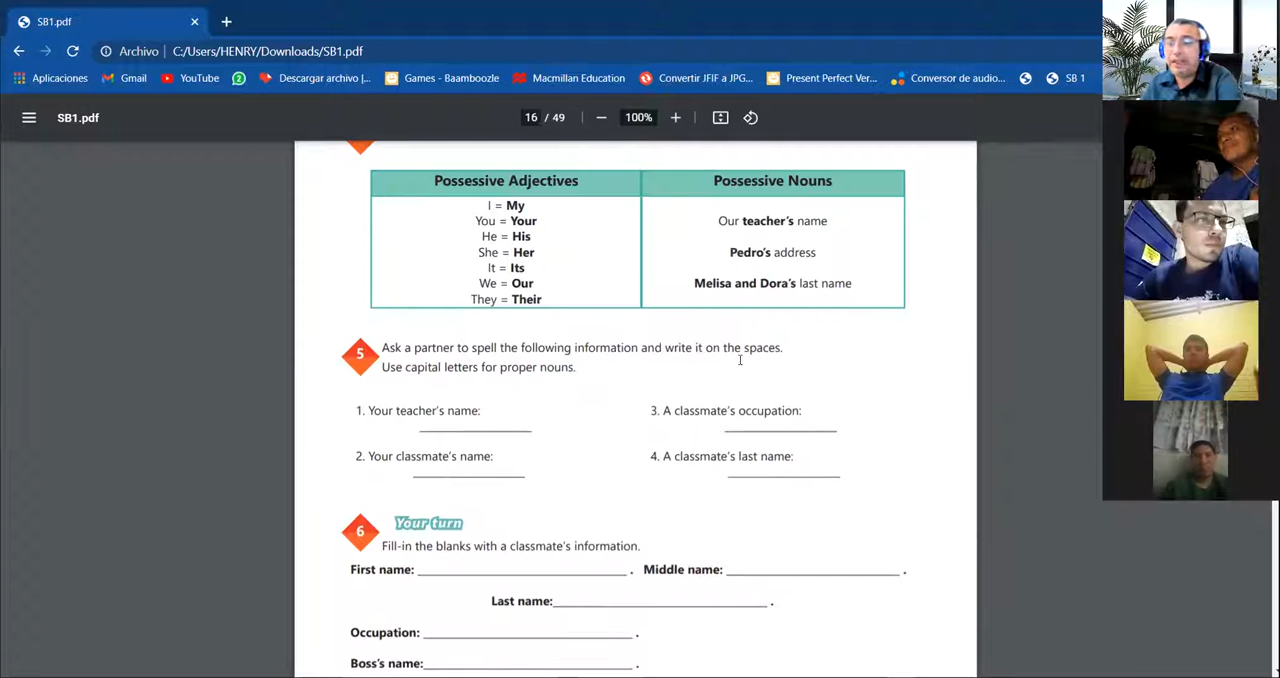 SB1.pdf
Archivo C:/Users/HENRY/Downloads/SB1.pdf
Aplicaciones Gmail YouTube 2 Descargar archivo |... Games - Baamboozle Macmillan Education Convertir JFIF a JPG... Present Perfect Ver... Conversor de audio... SB 1
SB1.pdf 16 / 49 100%
Possessive Adjectives Possessive Nouns
I = My
You = Your
He = His
She = Her
It = Its
We = Our
They = Their
Our teacher's name
Pedro's address
Melisa and Dora's last name
5 Ask a partner to spell the following information and write it on the spaces.
Use capital letters for proper nouns.
1. Your teacher's name:
2. Your classmate's name:
3. A classmate's occupation:
4. A classmate's last name:
6 Your turn
Fill-in the blanks with a classmate's information.
First name: . Middle name: .
Last name: .
Occupation: .
Boss's name: .